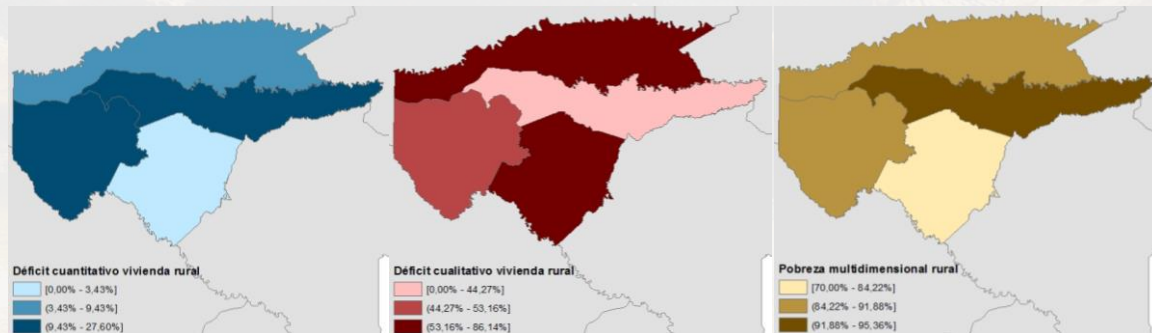 Déficit cuantitativo vivienda rural
[0,00% - 3,43%]
(3,43% - 9,43%]
(9,43% - 27,60%]
Déficit cualitativo vivienda rural
[0,00% - 44,27%]
(44,27% - 53,16%]
(53,16% - 86,14%]
Pobreza multidimensional rural
[70,00% - 84,22%]
(84,22% - 91,88%]
(91,88% - 95,36%]